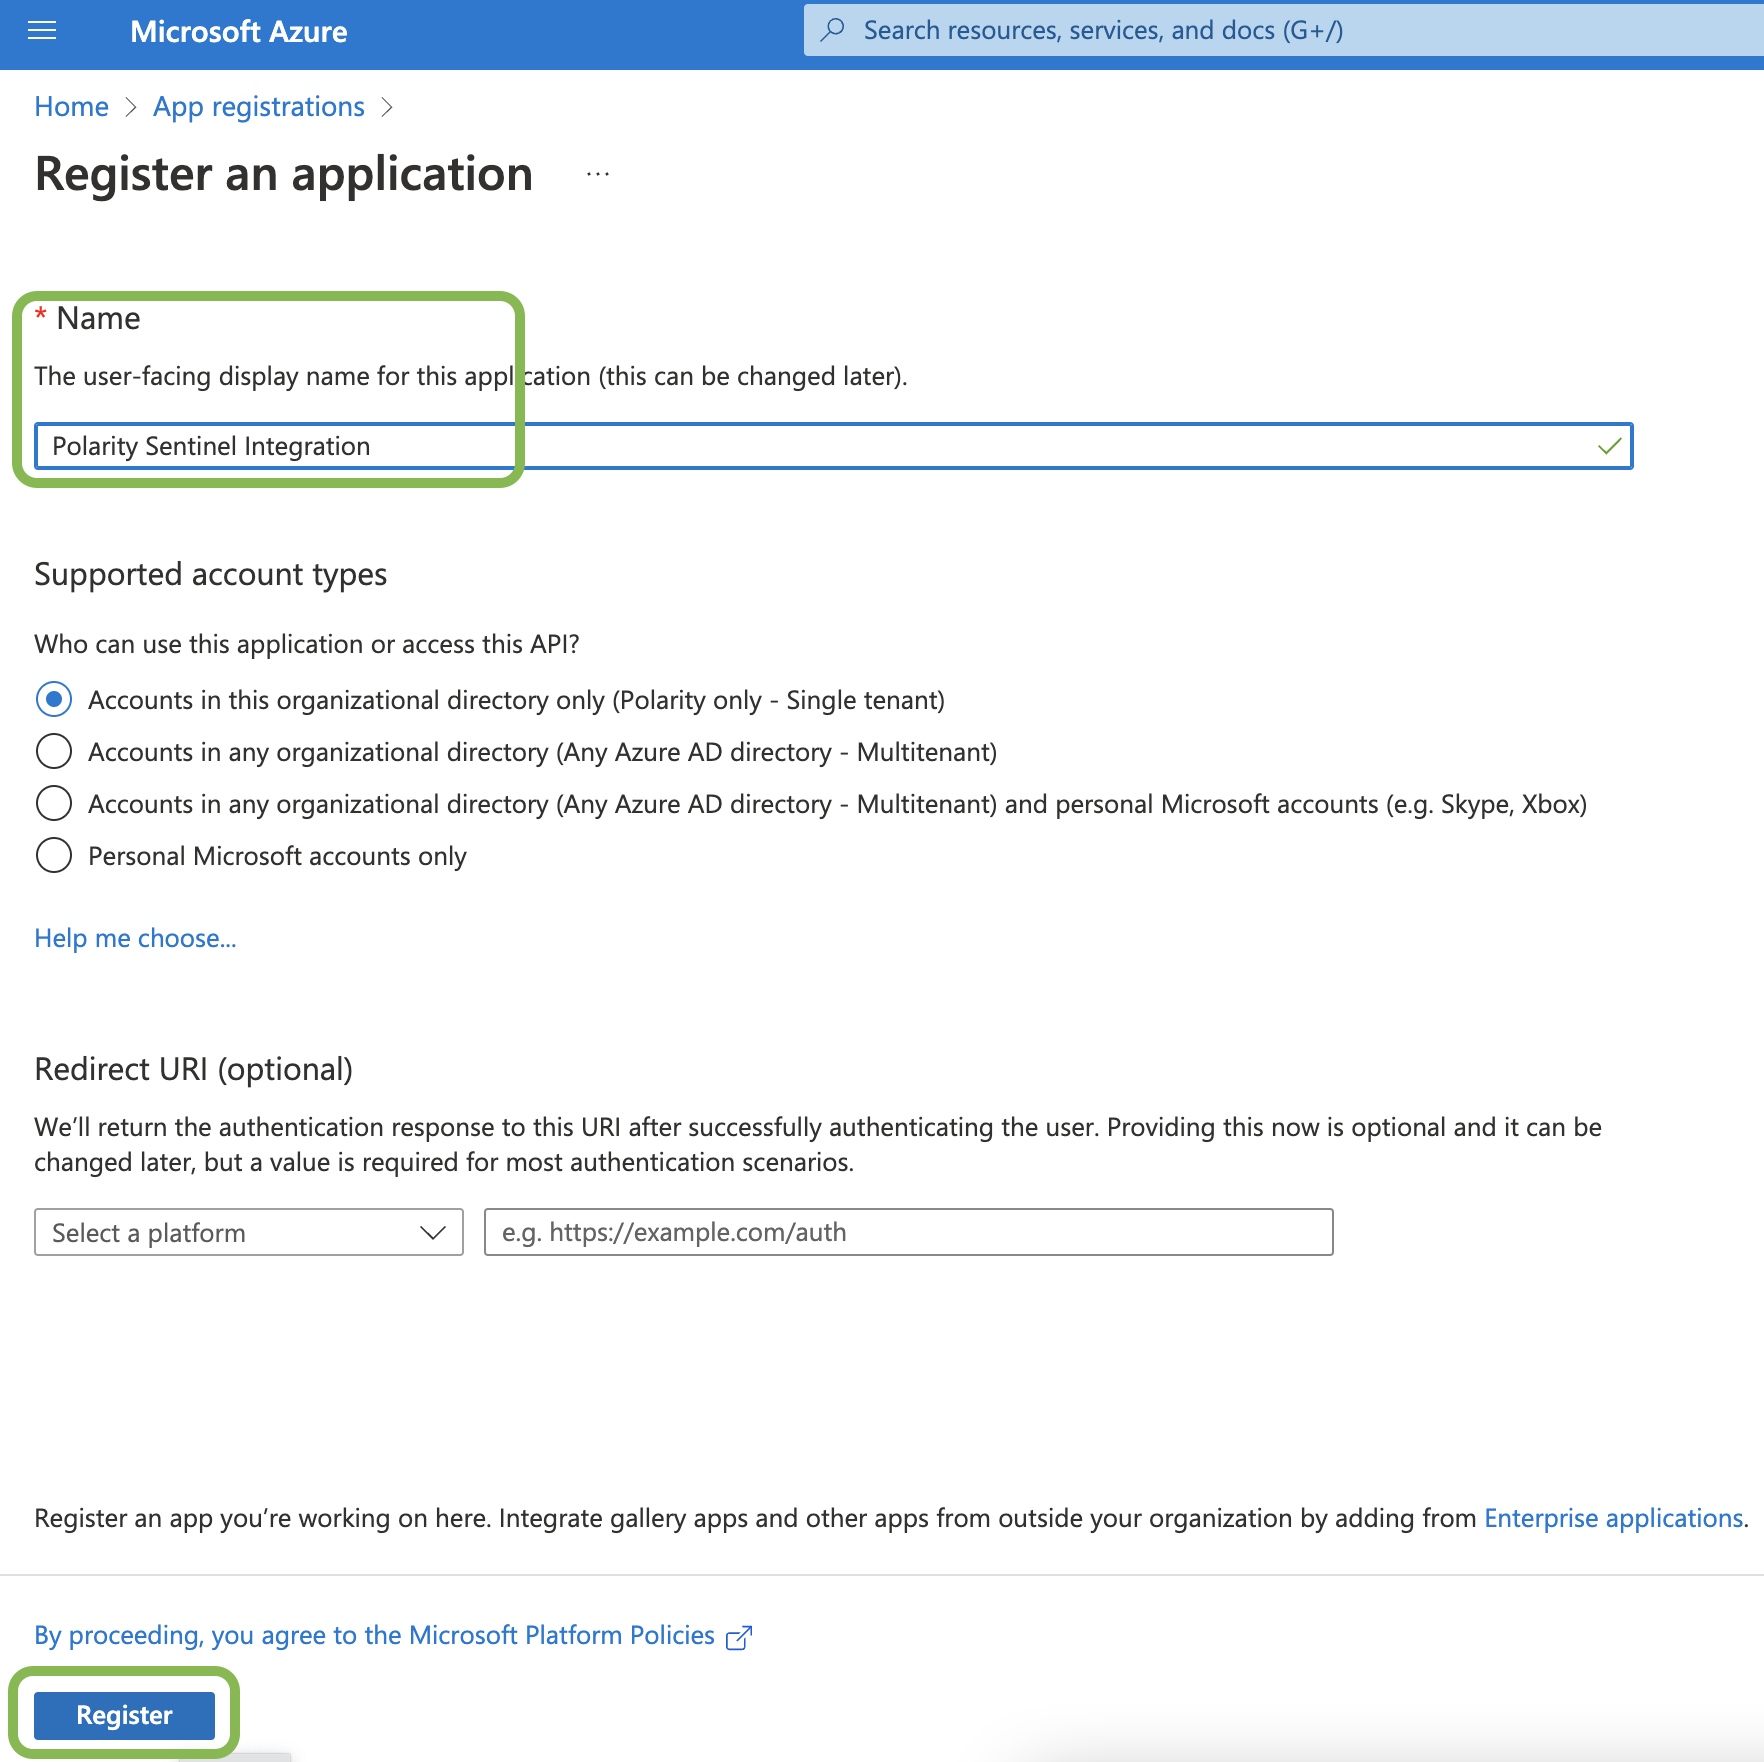 Microsoft Azure
Search resources, services, and docs (G+/)
Home > App registrations >
Register an application ...
* Name
The user-facing display name for this application (this can be changed later).
Polarity Sentinel Integration
Supported account types
Who can use this application or access this API?
Accounts in this organizational directory only (Polarity only - Single tenant)
Accounts in any organizational directory (Any Azure AD directory - Multitenant)
Accounts in any organizational directory (Any Azure AD directory - Multitenant) and personal Microsoft accounts (e.g. Skype, Xbox)
Personal Microsoft accounts only
Help me choose...
Redirect URI (optional)
We’ll return the authentication response to this URI after successfully authenticating the user. Providing this now is optional and it can be
changed later, but a value is required for most authentication scenarios.
Select a platform
e.g. https://example.com/auth
Register an app you’re working on here. Integrate gallery apps and other apps from outside your organization by adding from Enterprise applications.
By proceeding, you agree to the Microsoft Platform Policies
Register